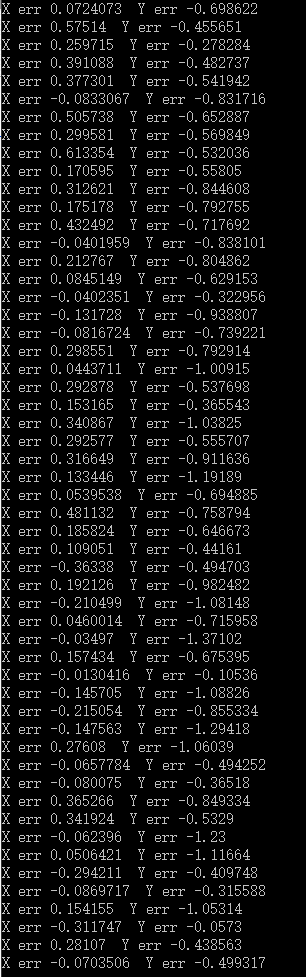 X err 0.0724073  Y err -0.698622
X err 0.57514  Y err -0.455651
X err 0.259715  Y err -0.278284
X err 0.391088  Y err -0.482737
X err 0.377301  Y err -0.541942
X err -0.0833067  Y err -0.831716
X err 0.505738  Y err -0.652887
X err 0.299581  Y err -0.569849
X err 0.613354  Y err -0.532036
X err 0.170595  Y err -0.55805
X err 0.312621  Y err -0.844608
X err 0.175178  Y err -0.792755
X err 0.432492  Y err -0.717692
X err -0.0401959  Y err -0.838101
X err 0.212767  Y err -0.804862
X err 0.0845149  Y err -0.629153
X err -0.0402351  Y err -0.322956
X err -0.131728  Y err -0.938807
X err -0.0816724  Y err -0.739221
X err 0.298551  Y err -0.792914
X err 0.0443711  Y err -1.00915
X err 0.292878  Y err -0.537698
X err 0.153165  Y err -0.365543
X err 0.340867  Y err -1.03825
X err 0.292577  Y err -0.555707
X err 0.316649  Y err -0.911636
X err 0.133446  Y err -1.19189
X err 0.0539538  Y err -0.694885
X err 0.481132  Y err -0.758794
X err 0.185824  Y err -0.646673
X err 0.109051  Y err -0.44161
X err -0.36338  Y err -0.494703
X err 0.192126  Y err -0.982482
X err -0.210499  Y err -1.08148
X err 0.0460014  Y err -0.715958
X err -0.03497  Y err -1.37102
X err 0.157434  Y err -0.675395
X err -0.0130416  Y err -0.10536
X err -0.145705  Y err -1.08826
X err -0.215054  Y err -0.855334
X err -0.147563  Y err -1.29418
X err 0.27608  Y err -1.06039
X err -0.0657784  Y err -0.494252
X err -0.080075  Y err -0.36518
X err 0.365266  Y err -0.849334
X err 0.341924  Y err -0.5329
X err -0.062396  Y err -1.23
X err 0.0506421  Y err -1.11664
X err -0.294211  Y err -0.409748
X err -0.0869717  Y err -0.315588
X err 0.154155  Y err -1.05314
X err -0.311747  Y err -0.0573
X err 0.28107  Y err -0.438563
X err -0.0703506  Y err -0.499317